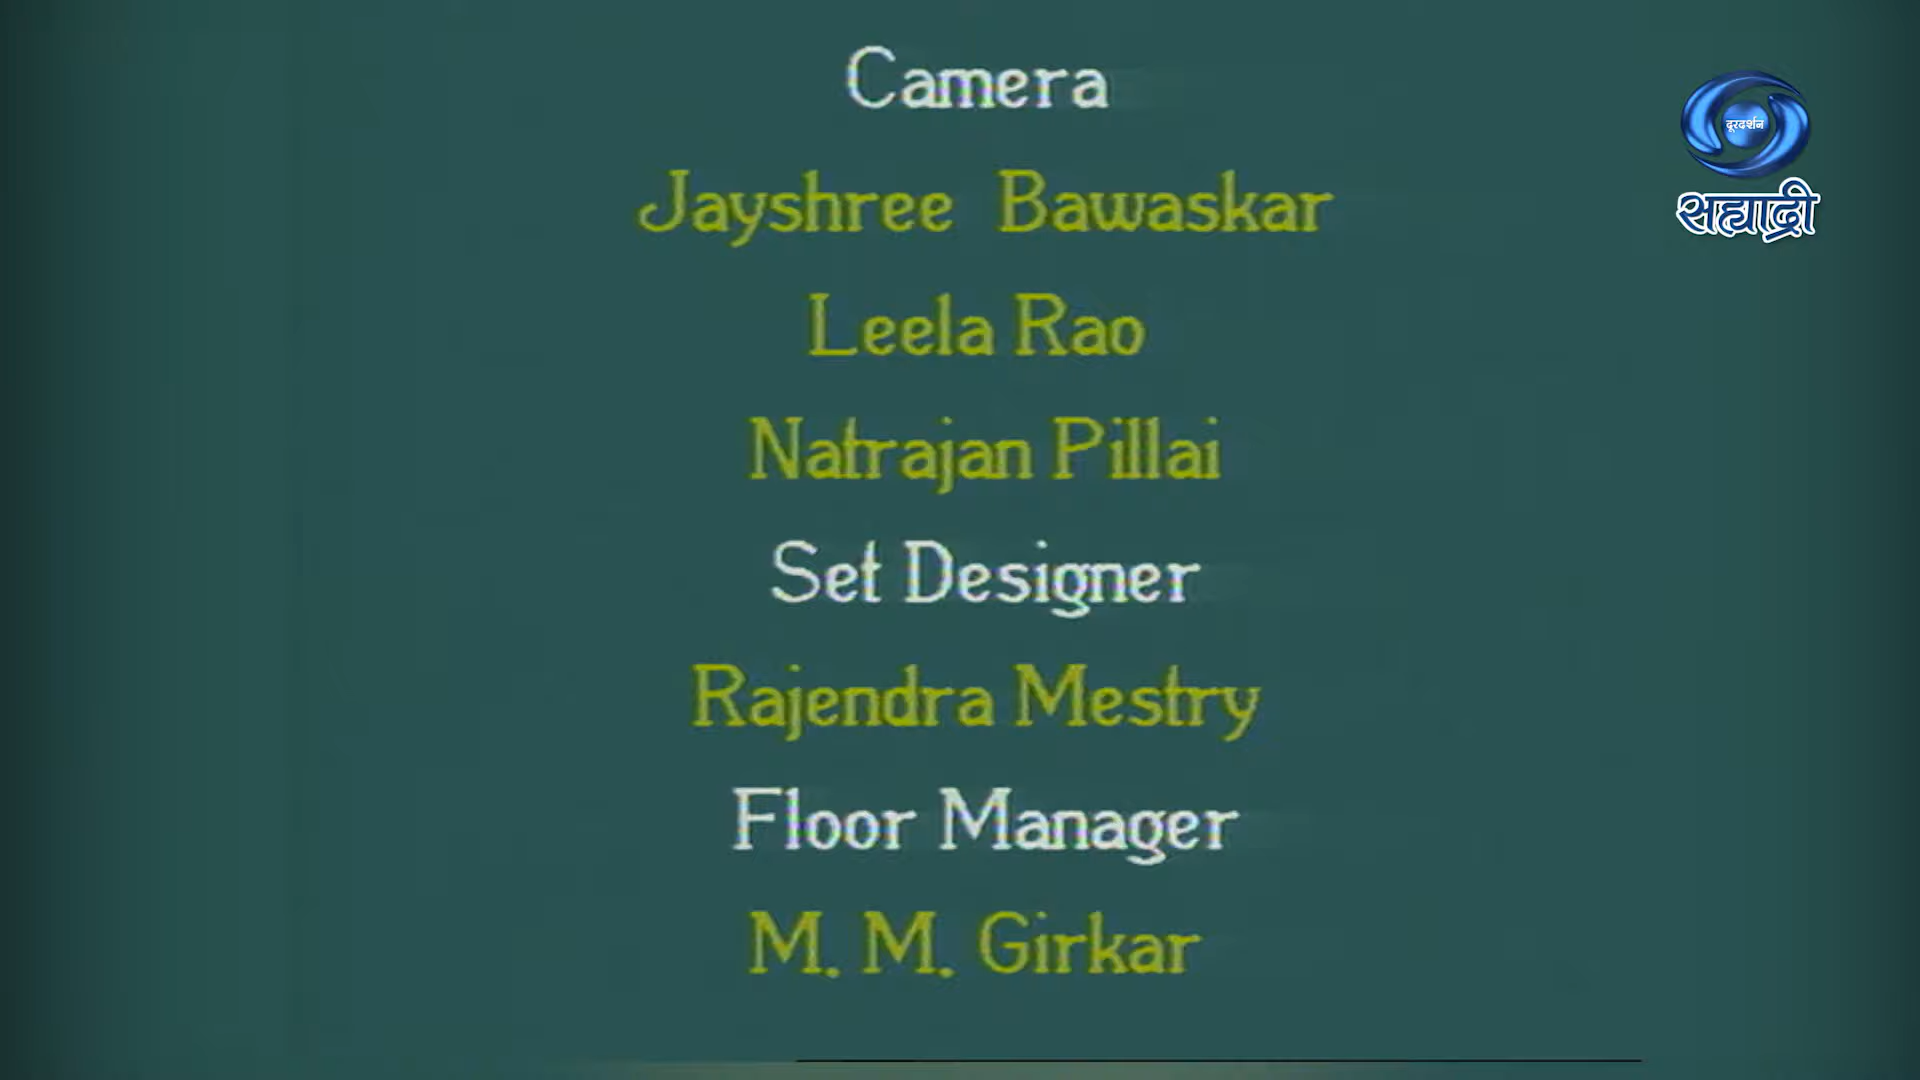 Camera
Jayshree Bawaskar
Leela Rao
Natrajan Pillai
Set Designer
Rajendra Mestry
Floor Manager
M. M. Girkar
दूरदर्शन
सह्याद्री